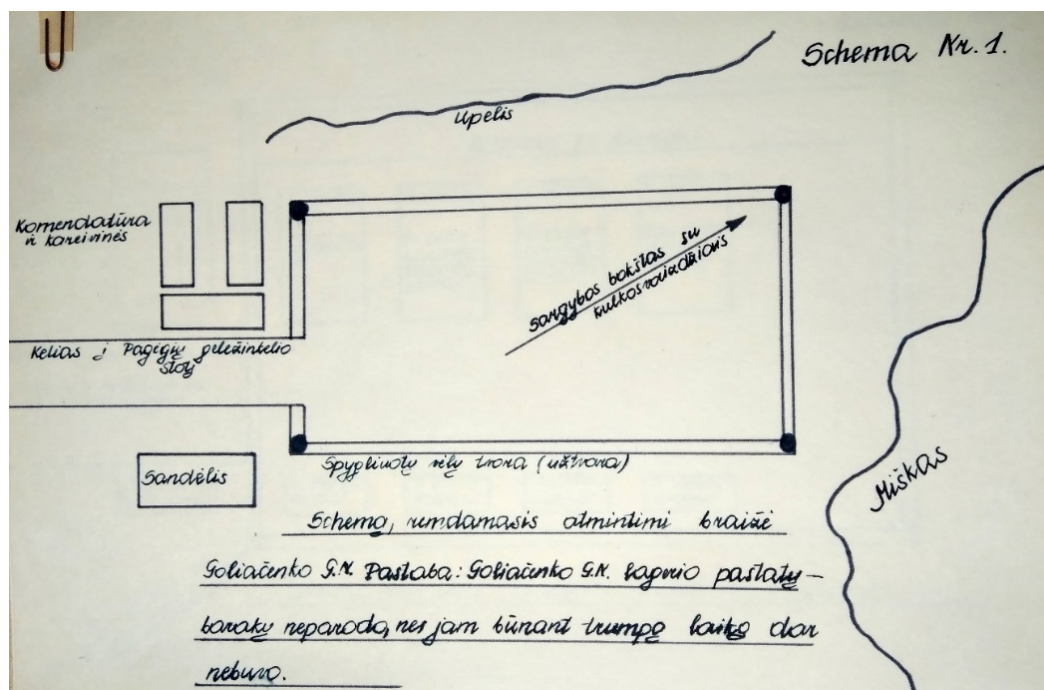 Schema Nr. 1.
Upelis
Komendatūra
ir kareivinės
Sargybos bokštas su
kulkosvaidžiais
Kelias į Pagėgių geležinkelio
stotį
Spygliuotų vielų tvora (užtvara)
Sandėlis
Miškas
Schema, remdamasis atmintimi braižė
Goliačenko G.N. Pastaba: Goliačenko G.N. lagerio pastatų-
barakų neparodo, nes jam būnant trumpą laiką dar
nebuvo.